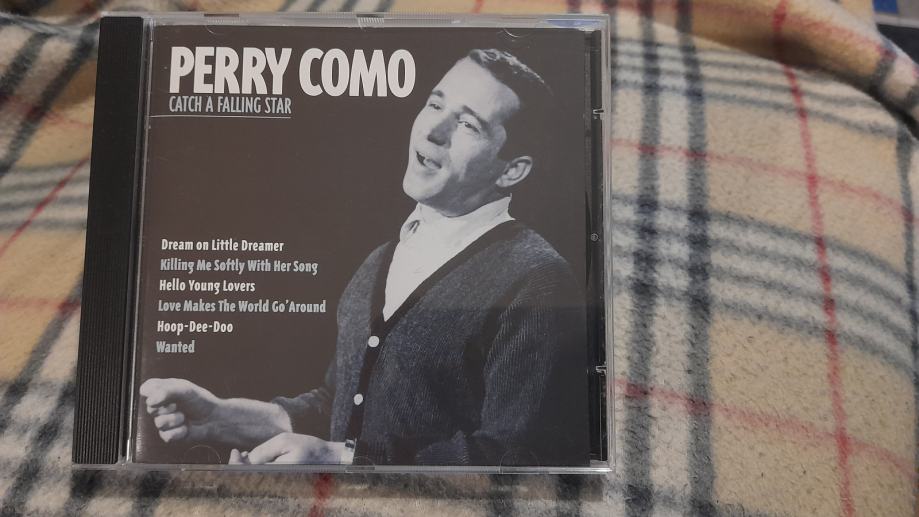 PERRY COMO
CATCH A FALLING STAR
Dream on Little Dreamer
Killing Me Softly With Her Song
Hello Young Lovers
Love Makes The World Go'Around
Hoop-Dee-Doo
Wanted